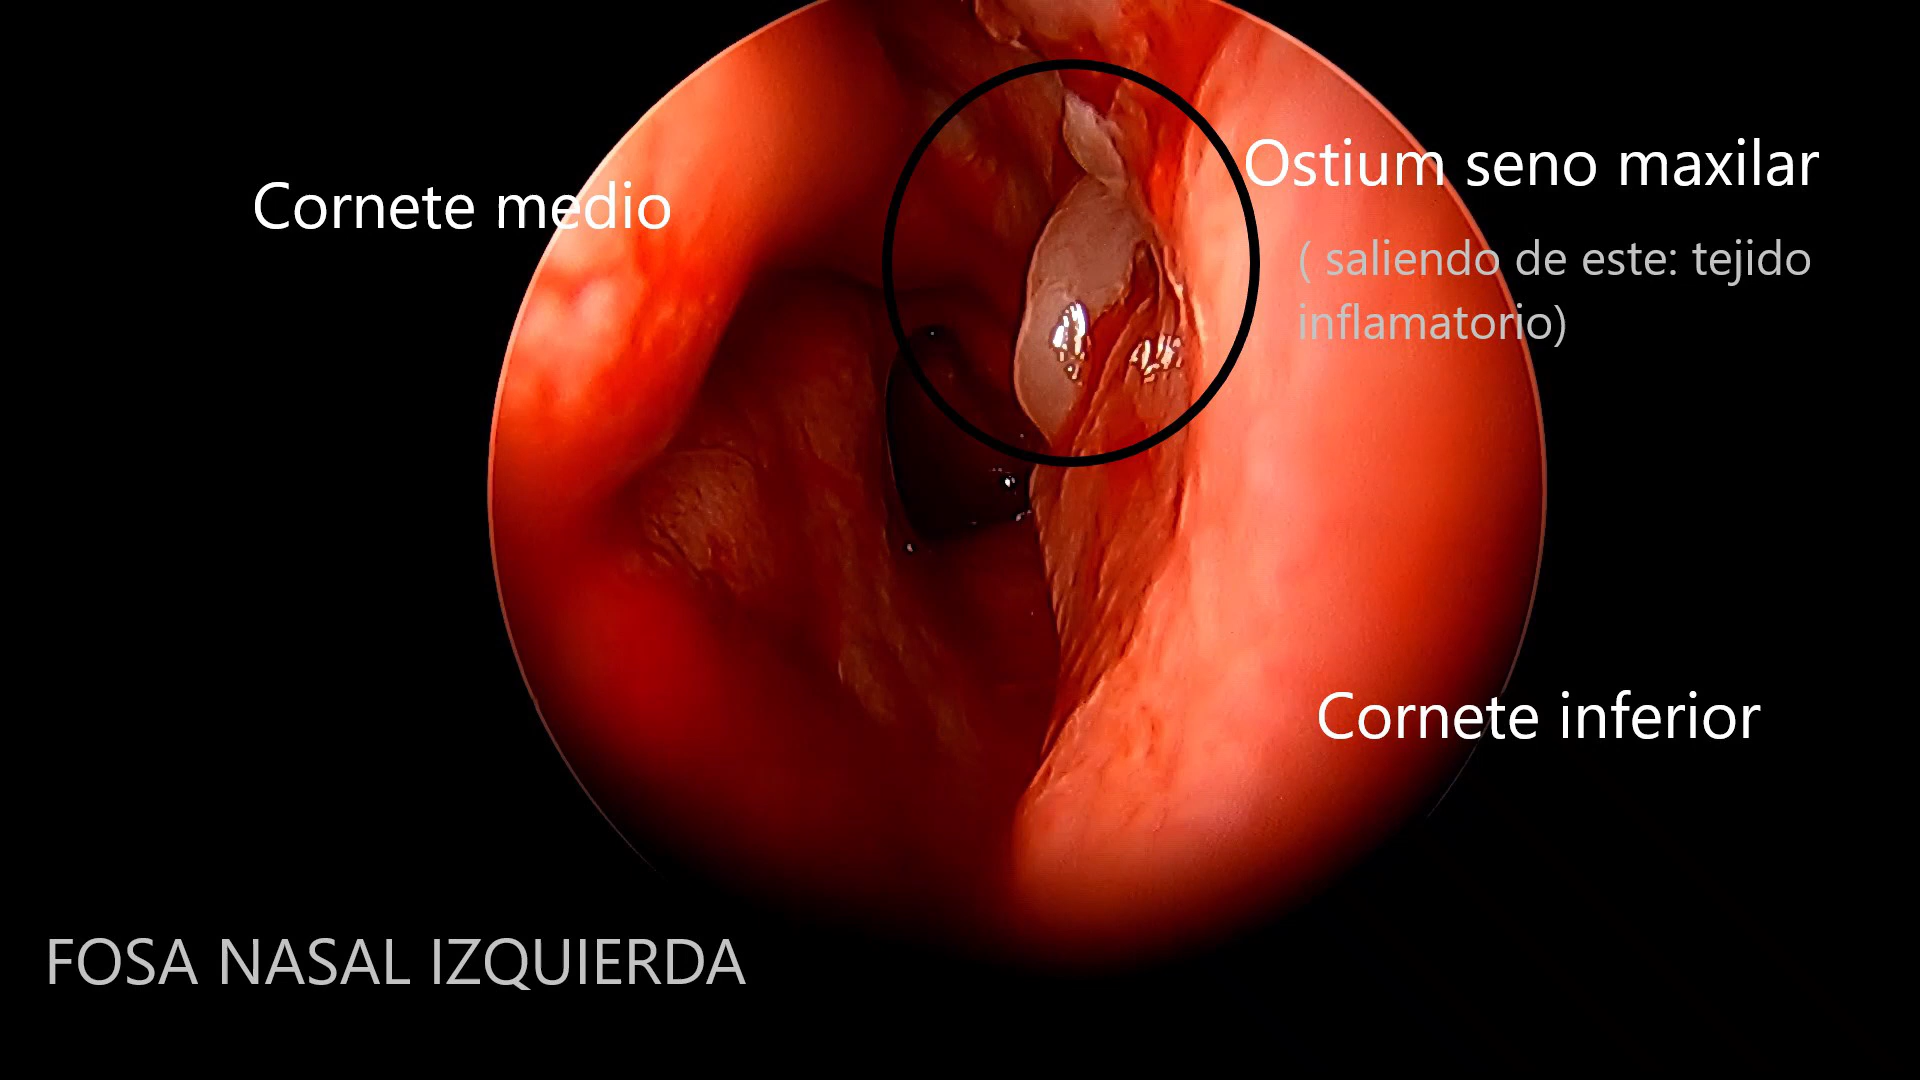 Cornete medio
Ostium seno maxilar
( saliendo de este: tejido
inflamatorio)
Cornete inferior
FOSA NASAL IZQUIERDA